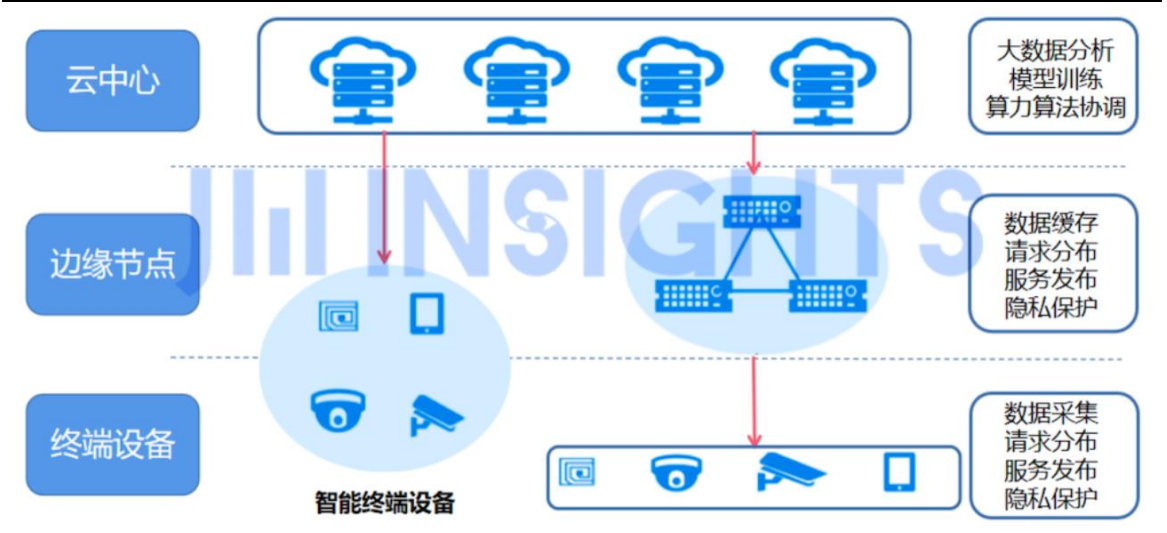 云中心
大数据分析
模型训练
算力算法协调
JW INSIGHTS
边缘节点
数据缓存
请求分布
服务发布
隐私保护
终端设备
智能终端设备
数据采集
请求分布
服务发布
隐私保护